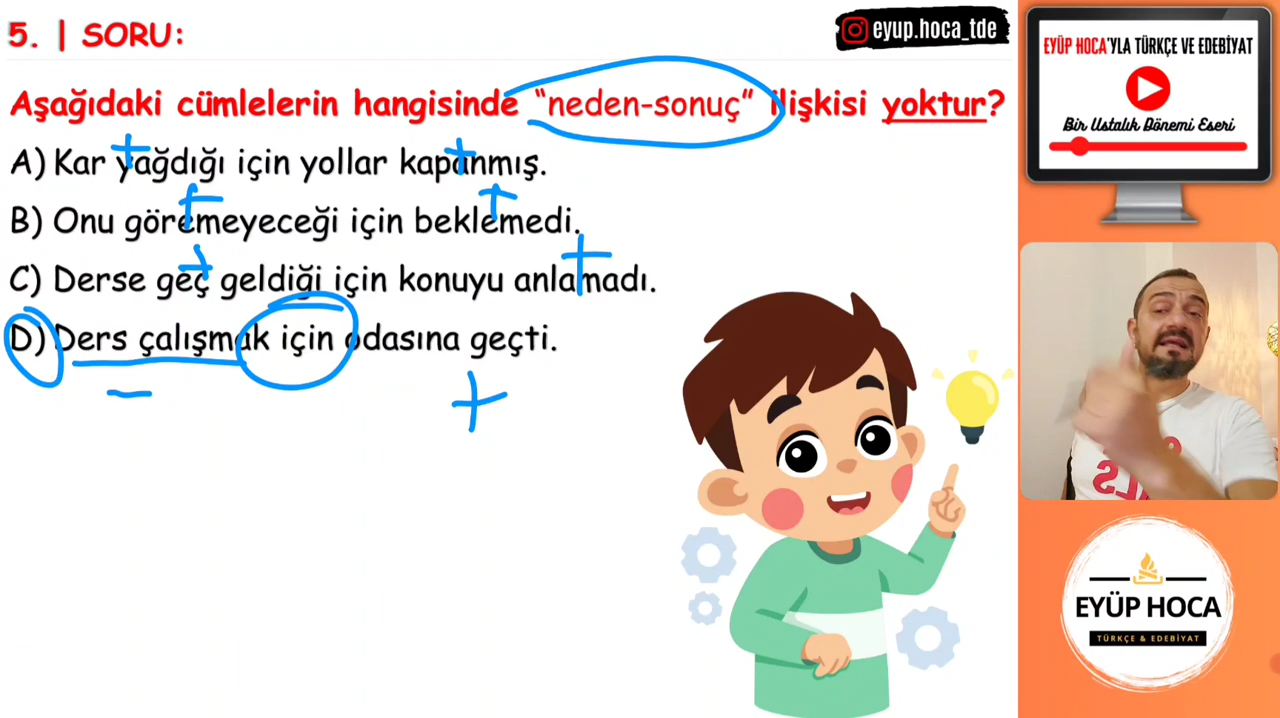 5. | SORU:
eyup.hoca_tde
Aşağıdaki cümlelerin hangisinde “neden-sonuç” ilişkisi yoktur?
A) Kar yağdığı için yollar kapanmış.
B) Onu göremeyeceği için beklemedi.
C) Derse geç geldiği için konuyu anlamadı.
D) Ders çalışmak için odasına geçti.
EYÜP HOCA'YLA TÜRKÇE VE EDEBİYAT
Bir Ustalık Dönemi Eseri
EYÜP HOCA
TÜRKÇE & EDEBİYAT